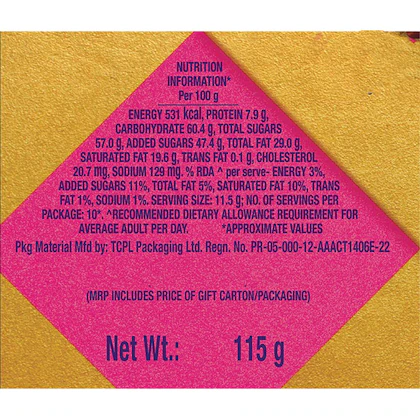 NUTRITION
INFORMATION*
Per 100 g
ENERGY 531 kcal, PROTEIN 7.9 g,
CARBOHYDRATE 60.4 g, TOTAL SUGARS
57.0 g, ADDED SUGARS 47.4 g, TOTAL FAT 29.0 g,
SATURATED FAT 19.6 g, TRANS FAT 0.1 g, CHOLESTEROL
20.7 mg, SODIUM 129 mg. % RDA ^ per serve- ENERGY 3%,
ADDED SUGARS 11%, TOTAL FAT 5%, SATURATED FAT 10%, TRANS
FAT 1%, SODIUM 1%. SERVING SIZE: 11.5 g; NO. OF SERVINGS PER
PACKAGE: 10*. ^RECOMMENDED DIETARY ALLOWANCE REQUIREMENT FOR
AVERAGE ADULT PER DAY. *APPROXIMATE VALUES
Pkg Material Mfd by: TCPL Packaging Ltd. Regn. No. PR-05-000-12-AAACT1406E-22
(MRP INCLUDES PRICE OF GIFT CARTON/PACKAGING)
Net Wt.: 115 g